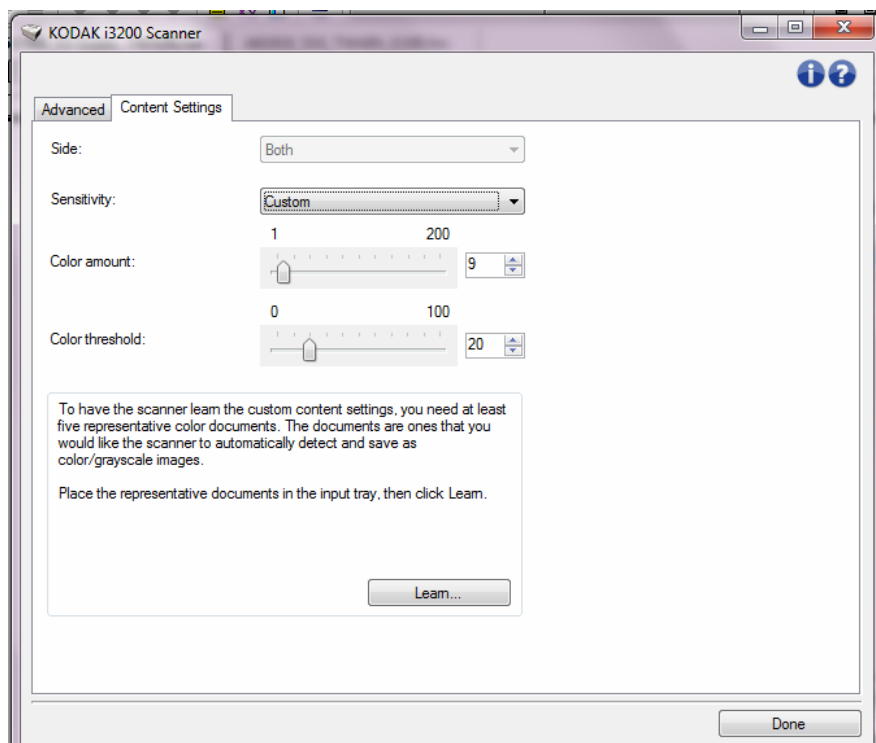 KODAK i3200 Scanner
Advanced
Content Settings
Side:
Both
Sensitivity:
Custom
1
200
Color amount:
9
0
100
Color threshold:
20
To have the scanner learn the custom content settings, you need at least
five representative color documents. The documents are ones that you
would like the scanner to automatically detect and save as
color/grayscale images.
Place the representative documents in the input tray, then click Learn.
Learn...
Done